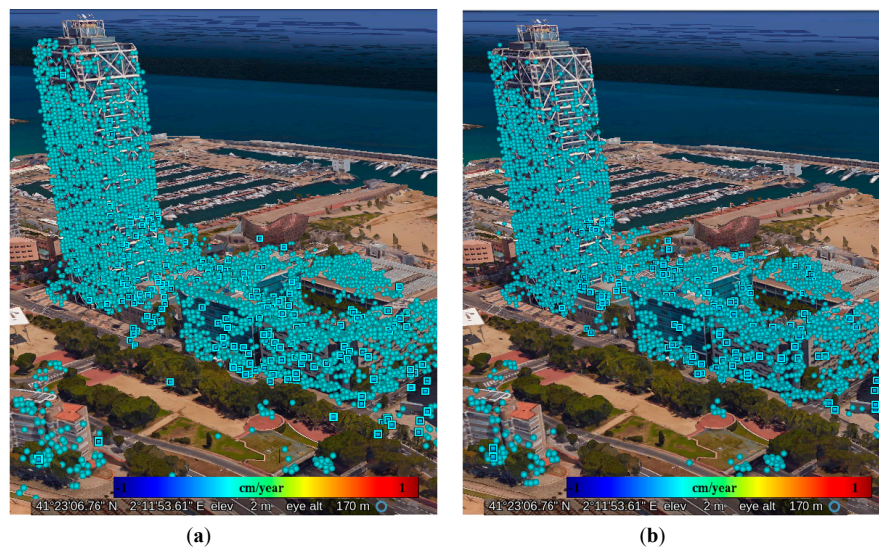 1 cm/year 1
41-23'06.76" N 2-11'53.61" E elev 2 m eye alt 170 m
1 cm/year 1
41-23'06.76" N 2-11'53.61" E elev 2 m eye alt 170 m
(a)
(b)